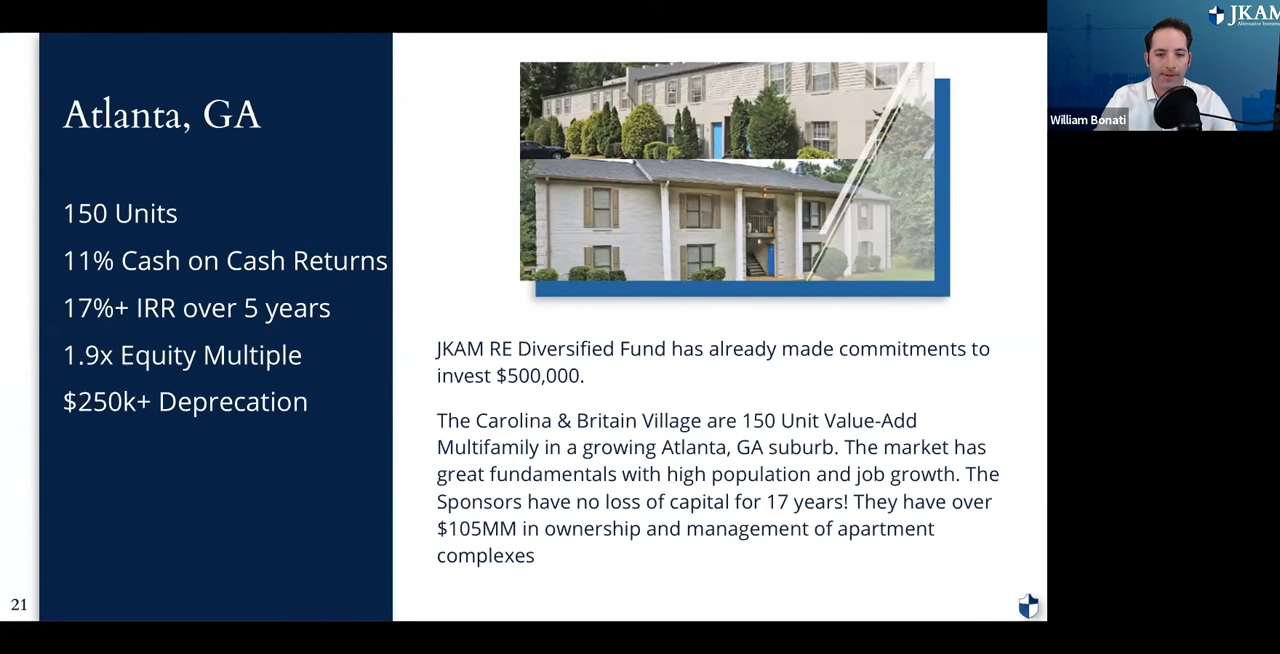 Atlanta, GA
150 Units
11% Cash on Cash Returns
17%+ IRR over 5 years
1.9x Equity Multiple
$250k+ Deprecation
JKAM RE Diversified Fund has already made commitments to
invest $500,000.
The Carolina & Britain Village are 150 Unit Value-Add
Multifamily in a growing Atlanta, GA suburb. The market has
great fundamentals with high population and job growth. The
Sponsors have no loss of capital for 17 years! They have over
$105MM in ownership and management of apartment
complexes
21
JKAM
William Bonati